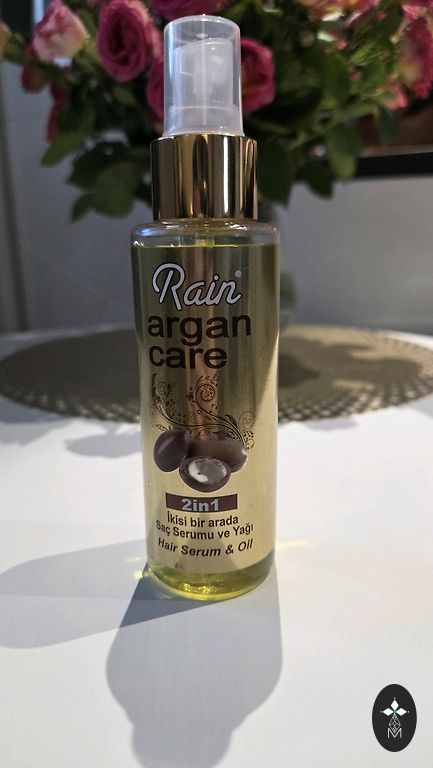 Rain®
argan
care
2in1
İkisi bir arada
Saç Serumu ve Yağı
Hair Serum & Oil